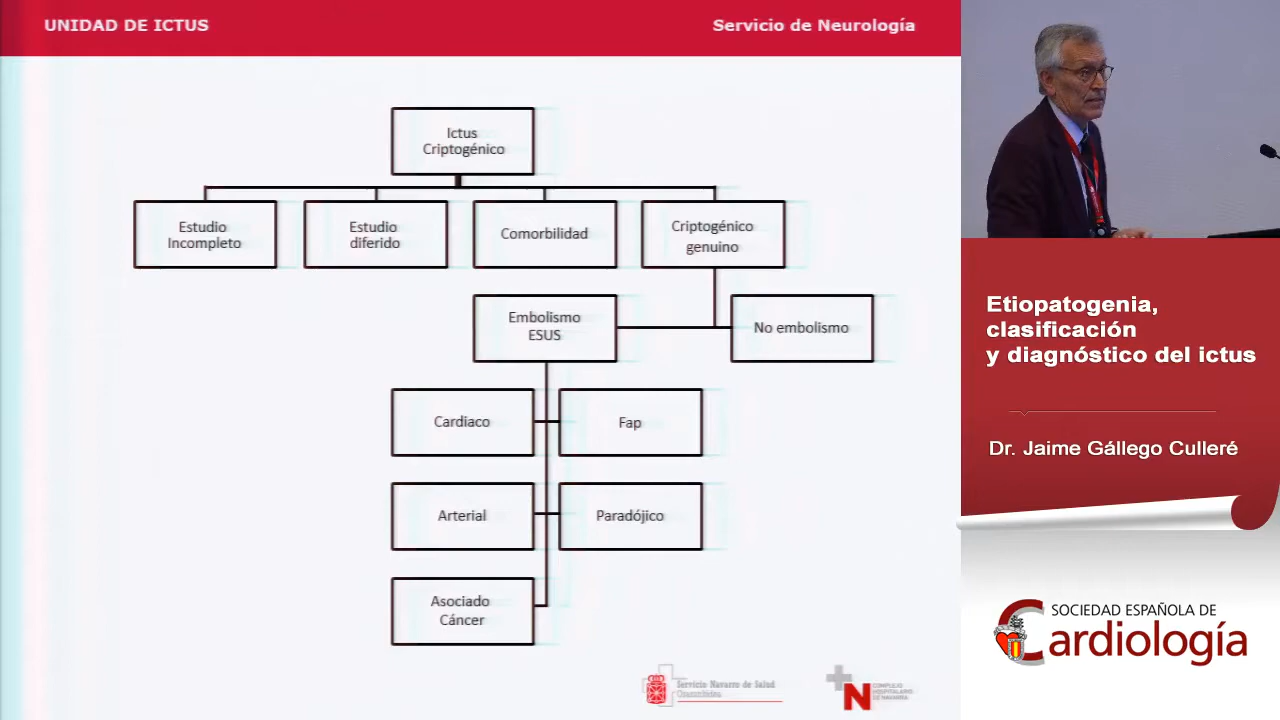 UNIDAD DE ICTUS
Servicio de Neurología
Ictus
Criptogénico
Estudio
Incompleto
Estudio
diferido
Comorbilidad
Criptogénico
genuino
Embolismo
ESUS
No embolismo
Cardiaco
Fap
Arterial
Paradójico
Asociado
Cáncer
Servicio Navarro de Salud
Osasunbidea
COMPLEJO
HOSPITALARIO
DE NAVARRA
Etiopatogenia,
clasificación
y diagnóstico del ictus
Dr. Jaime Gállego Culleré
SOCIEDAD ESPAÑOLA DE
Cardiología